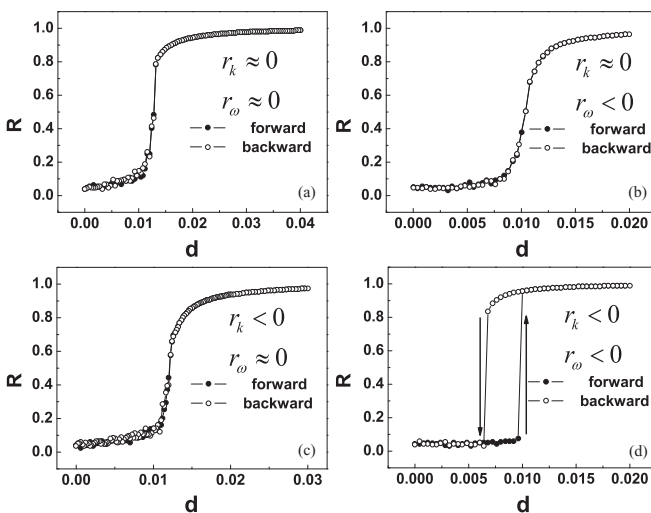 1.0
0.8
0.6
0.4
0.2
0.0
R
r_k ≈ 0
r_ω ≈ 0
forward
backward
(a)
0.00 0.01 0.02 0.03 0.04
d
1.0
0.8
0.6
0.4
0.2
0.0
R
r_k ≈ 0
r_ω < 0
forward
backward
(b)
0.000 0.005 0.010 0.015 0.020
d
1.0
0.8
0.6
0.4
0.2
0.0
R
r_k < 0
r_ω ≈ 0
forward
backward
(c)
0.00 0.01 0.02 0.03
d
1.0
0.8
0.6
0.4
0.2
0.0
R
r_k < 0
r_ω < 0
forward
backward
(d)
0.000 0.005 0.010 0.015 0.020
d